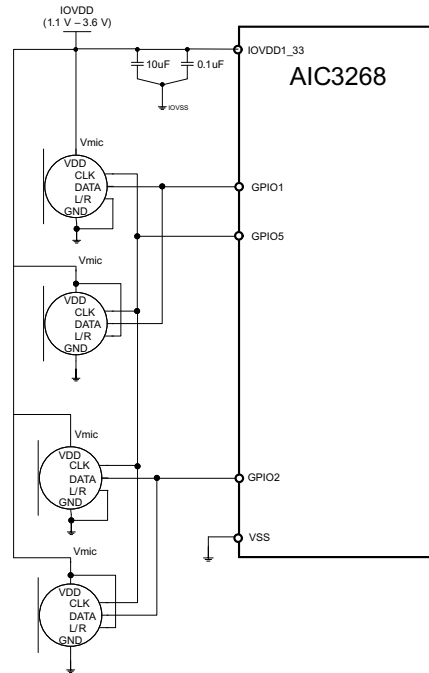 IOVDD
(1.1 V – 3.6 V)
IOVDD1_33
10uF
0.1uF
IOVSS
AIC3268
Vmic
VDD
CLK
DATA
L/R
GND
GPIO1
GPIO5
Vmic
VDD
CLK
DATA
L/R
GND
Vmic
VDD
CLK
DATA
L/R
GND
GPIO2
VSS
Vmic
VDD
CLK
DATA
L/R
GND